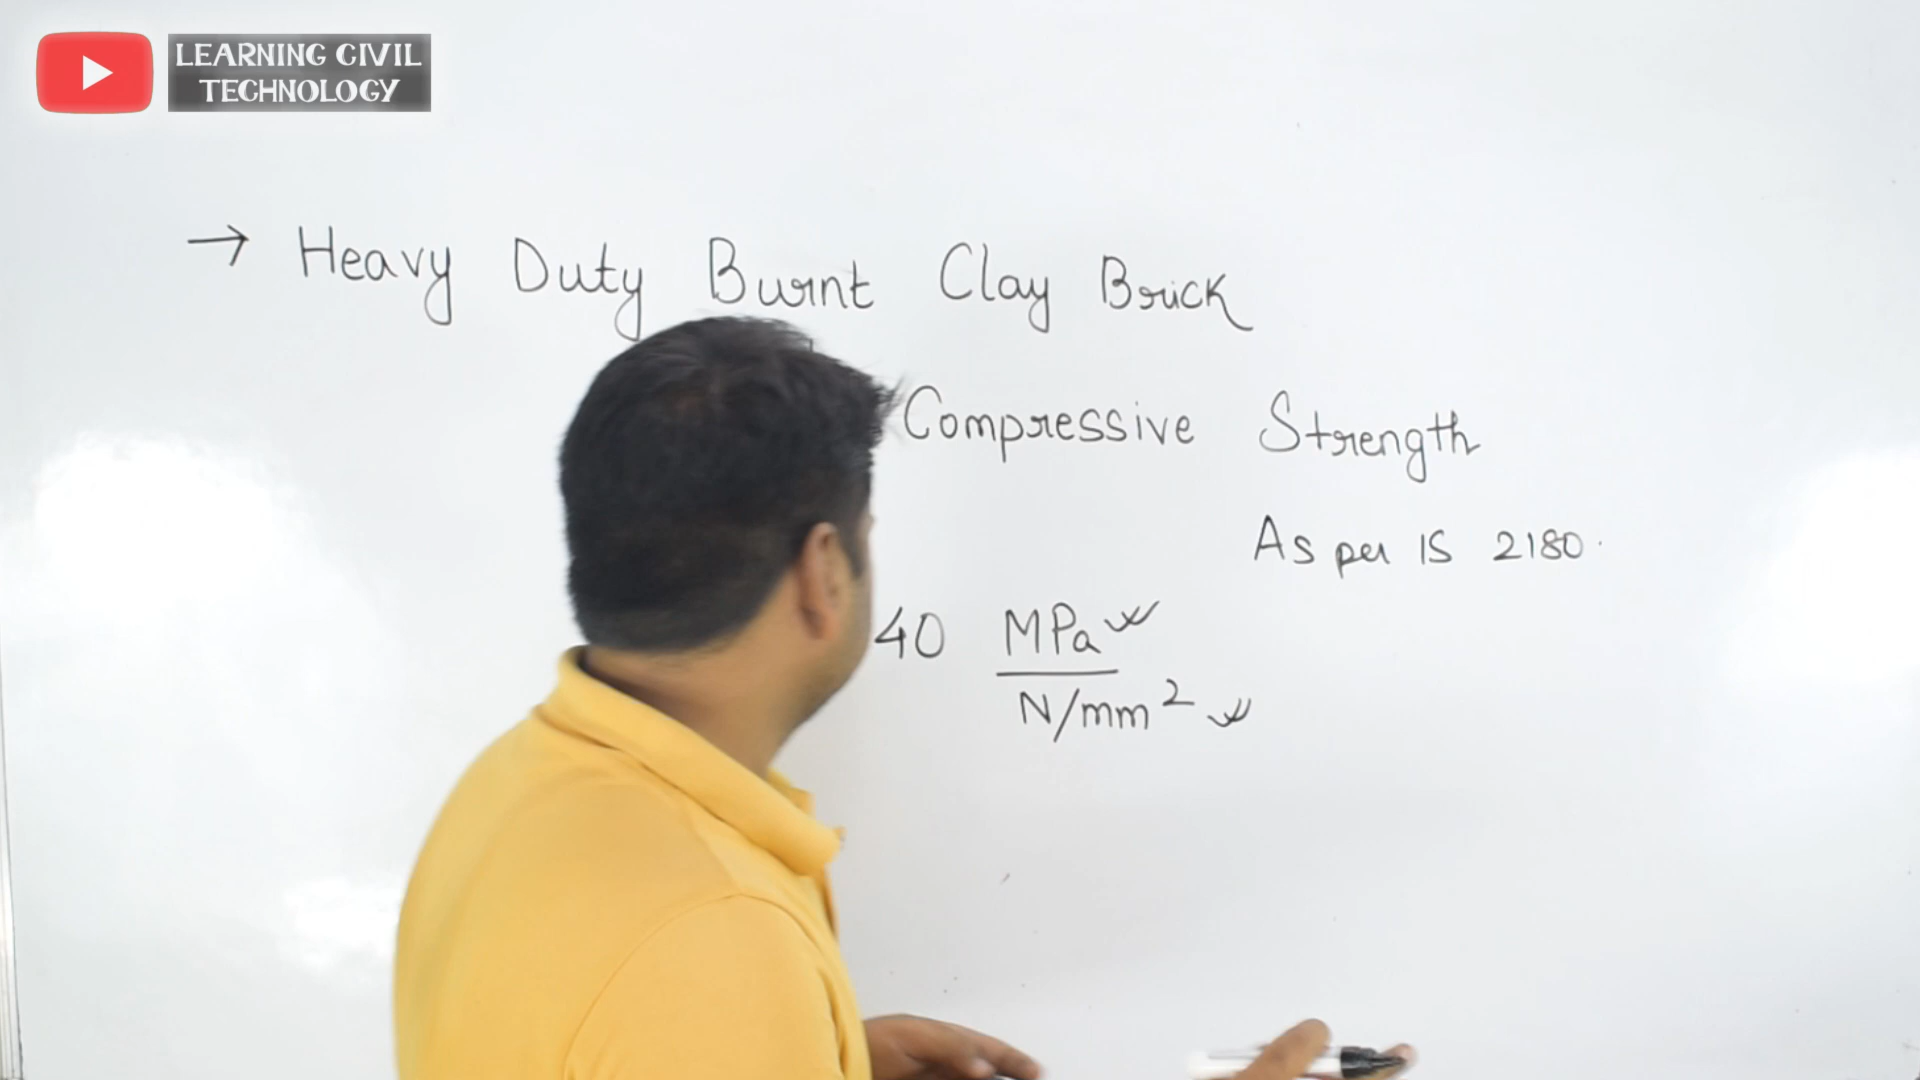 LEARNING CIVIL
TECHNOLOGY
→ Heavy Duty Burnt Clay Brick
Compressive Strength
As per IS 2180.
40 MPa
N/mm²